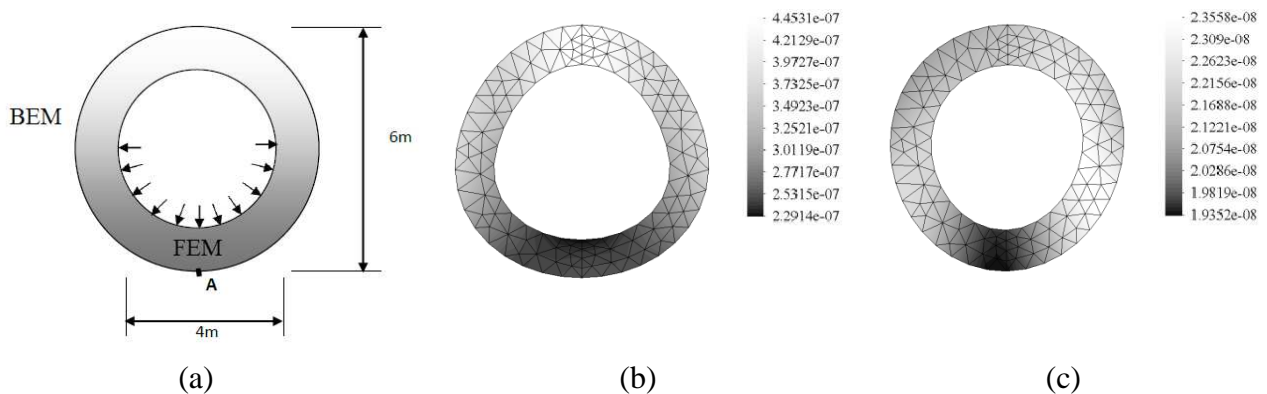 BEM
FEM
A
6m
4m
4.4531e-07
4.2129e-07
3.9727e-07
3.7325e-07
3.4923e-07
3.2521e-07
3.0119e-07
2.7717e-07
2.5315e-07
2.2914e-07
2.3558e-08
2.309e-08
2.2623e-08
2.2156e-08
2.1688e-08
2.1221e-08
2.0754e-08
2.0286e-08
1.9819e-08
1.9352e-08
(a)
(b)
(c)